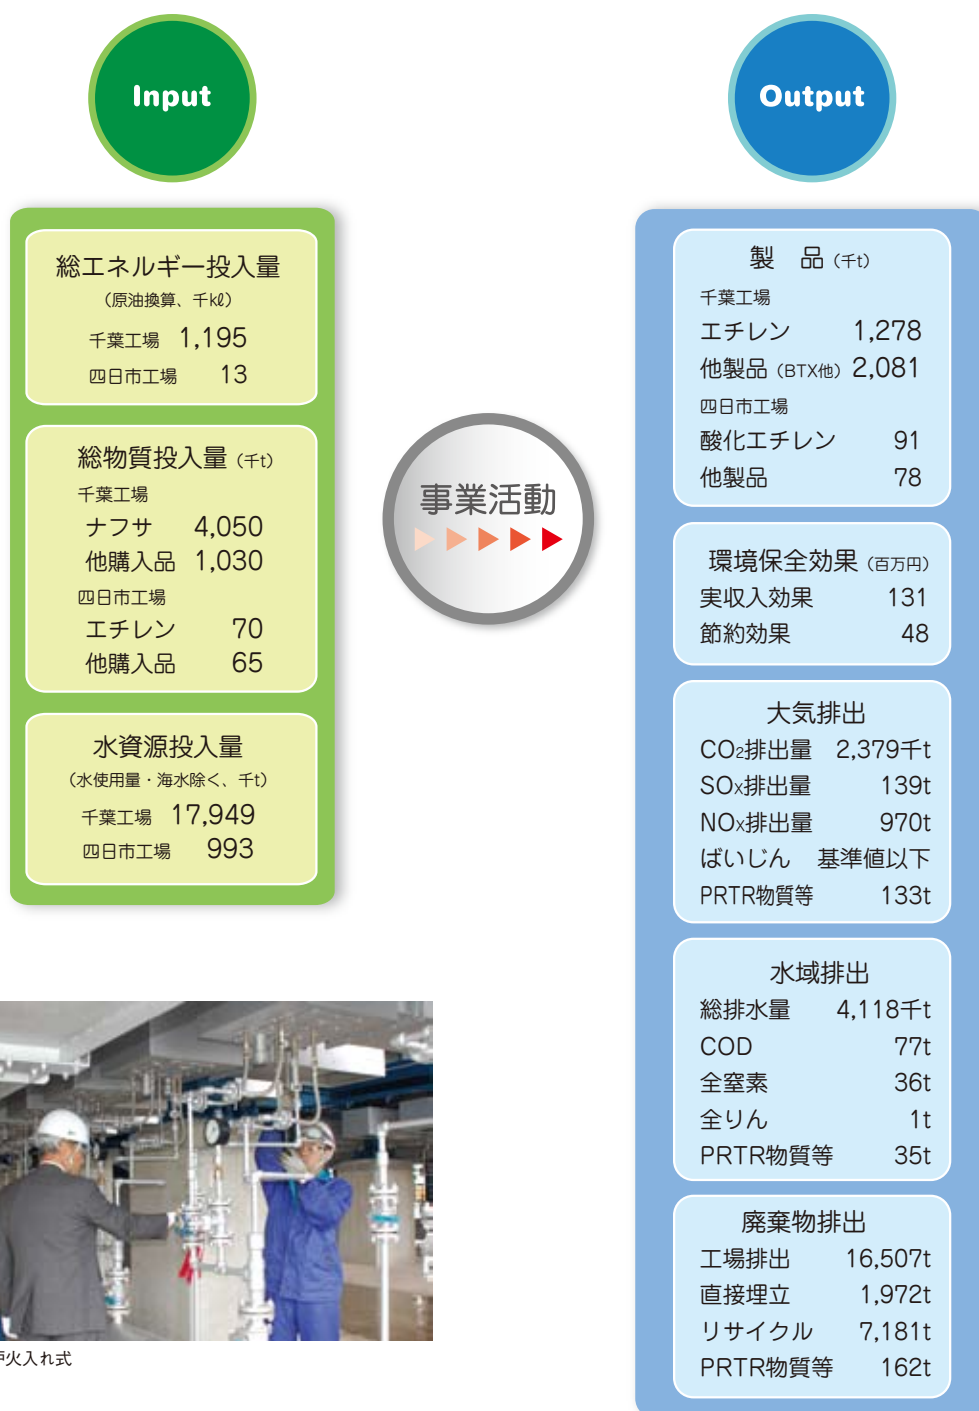 Input
総エネルギー投入量
(原油換算、千kℓ)
千葉工場 1,195
四日市工場 13
総物質投入量 (千t)
千葉工場
ナフサ 4,050
他購入品 1,030
四日市工場
エチレン 70
他購入品 65
水資源投入量
(水使用量・海水除く、千t)
千葉工場 17,949
四日市工場 993
事業活動
Output
製 品 (千t)
千葉工場
エチレン 1,278
他製品 (BTX他) 2,081
四日市工場
酸化エチレン 91
他製品 78
環境保全効果 (百万円)
実収入効果 131
節約効果 48
大気排出
CO2排出量 2,379千t
SOX排出量 139t
NOX排出量 970t
ばいじん 基準値以下
PRTR物質等 133t
水域排出
総排水量 4,118千t
COD 77t
全窒素 36t
全りん 1t
PRTR物質等 35t
廃棄物排出
工場排出 16,507t
直接埋立 1,972t
リサイクル 7,181t
PRTR物質等 162t
火入れ式